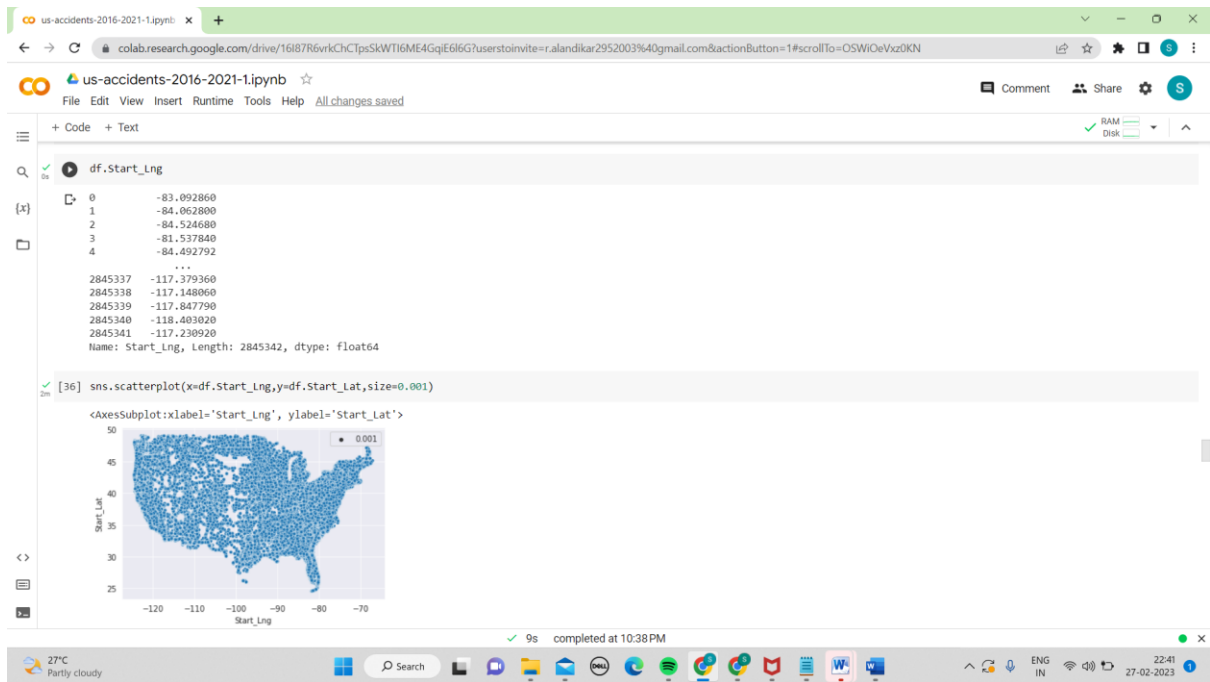 us-accidents-2016-2021-1.ipynb
colab.research.google.com/drive/16I87R6vrkChCTpsSkWTI6ME4GqiE6l6G?userstoinvite=r.alandikar2952003%40gmail.com&actionButton=1#scrollTo=OSWiOeVxz0KN
S
us-accidents-2016-2021-1.ipynb
Comment Share S
File Edit View Insert Runtime Tools Help All changes saved
+ Code + Text
RAM
Disk
{x}
0s
df.Start_Lng
0 -83.092860
1 -84.062800
2 -84.524680
3 -81.537840
4 -84.492792
...
2845337 -117.379360
2845338 -117.148060
2845339 -117.847790
2845340 -118.403020
2845341 -117.230920
Name: Start_Lng, Length: 2845342, dtype: float64
[36] sns.scatterplot(x=df.Start_Lng,y=df.Start_Lat,size=0.001)
2m
<AxesSubplot:xlabel='Start_Lng', ylabel='Start_Lat'>
50
0.001
45
40
Start_Lat
35
30
25
−120 −110 −100 −90 −80 −70
Start_Lng
9s completed at 10:38 PM
27°C
Partly cloudy
Search
DELL
ENG
IN
22:41
27-02-2023
1